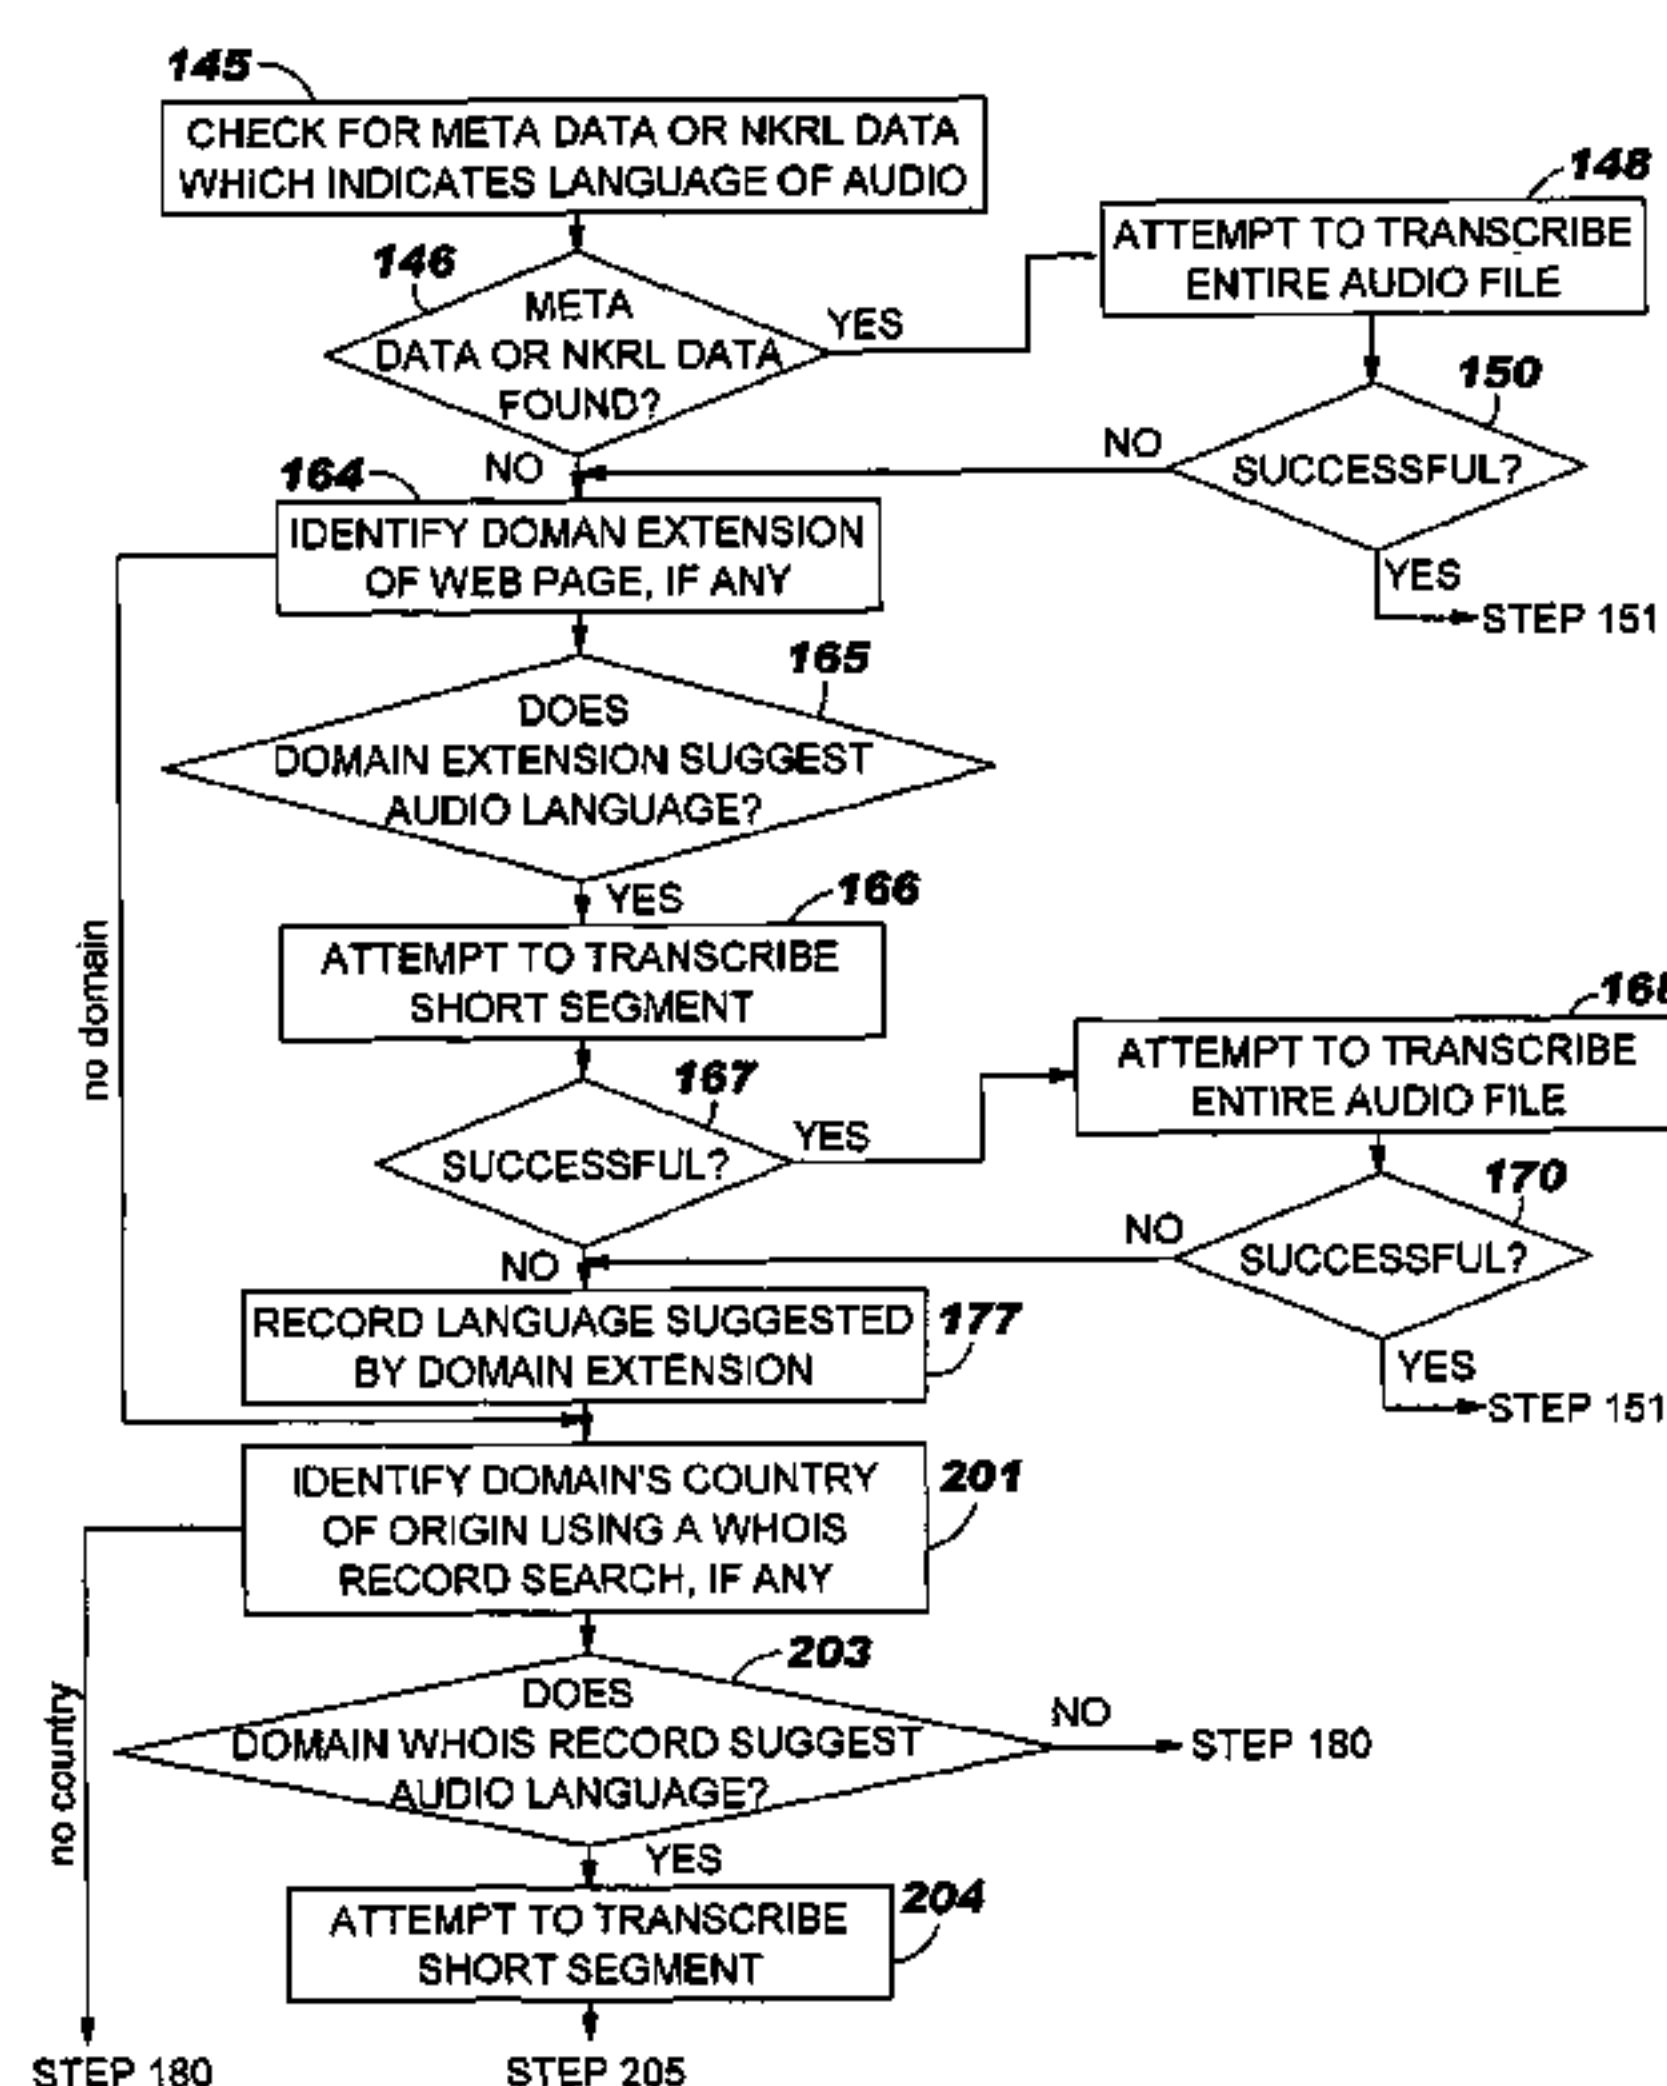 145
CHECK FOR META DATA OR NKRL DATA
WHICH INDICATES LANGUAGE OF AUDIO
146
META
DATA OR NKRL DATA
FOUND?
YES
148
ATTEMPT TO TRANSCRIBE
ENTIRE AUDIO FILE
150
SUCCESSFUL?
NO
YES
STEP 151
NO
164
IDENTIFY DOMAN EXTENSION
OF WEB PAGE, IF ANY
no domain
165
DOES
DOMAIN EXTENSION SUGGEST
AUDIO LANGUAGE?
YES
166
ATTEMPT TO TRANSCRIBE
SHORT SEGMENT
167
SUCCESSFUL?
YES
168
ATTEMPT TO TRANSCRIBE
ENTIRE AUDIO FILE
170
SUCCESSFUL?
NO
YES
STEP 151
NO
RECORD LANGUAGE SUGGESTED
BY DOMAIN EXTENSION
177
IDENTIFY DOMAIN'S COUNTRY
OF ORIGIN USING A WHOIS
RECORD SEARCH, IF ANY
201
no country
203
DOES
DOMAIN WHOIS RECORD SUGGEST
AUDIO LANGUAGE?
NO
STEP 180
YES
204
ATTEMPT TO TRANSCRIBE
SHORT SEGMENT
STEP 180
STEP 205